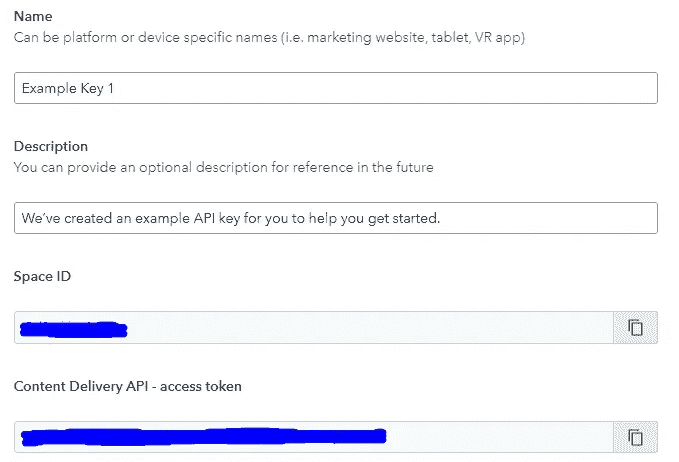 Name
Can be platform or device specific names (i.e. marketing website, tablet, VR app)
Example Key 1
Description
You can provide an optional description for reference in the future
We've created an example API key for you to help you get started.
Space ID
Content Delivery API - access token